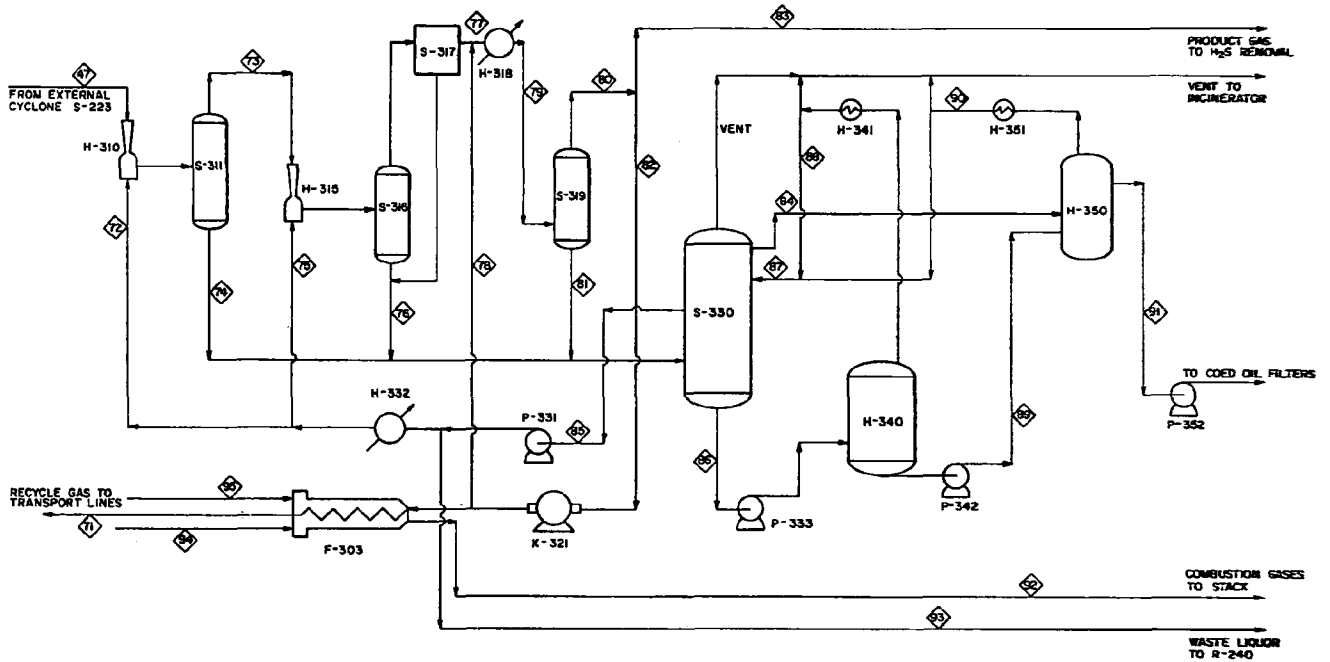 77
83
73
S-317
PRODUCT GAS
TO H₂S REMOVAL
47
H-318
80
FROM EXTERNAL
CYCLONE S-223
79
90
VENT TO
INCINERATOR
H-310
VENT
H-341
H-351
S-311
82
88
H-315
S-316
S-319
84
H-350
72
75
78
87
74
81
S-330
76
91
H-332
TO COED OIL FILTERS
P-331
H-340
89
P-352
85
86
RECYCLE GAS TO
TRANSPORT LINES
95
71
94
P-333
P-342
F-303
K-321
COMBUSTION GASES
TO STACK
92
93
WASTE LIQUOR
TO R-240